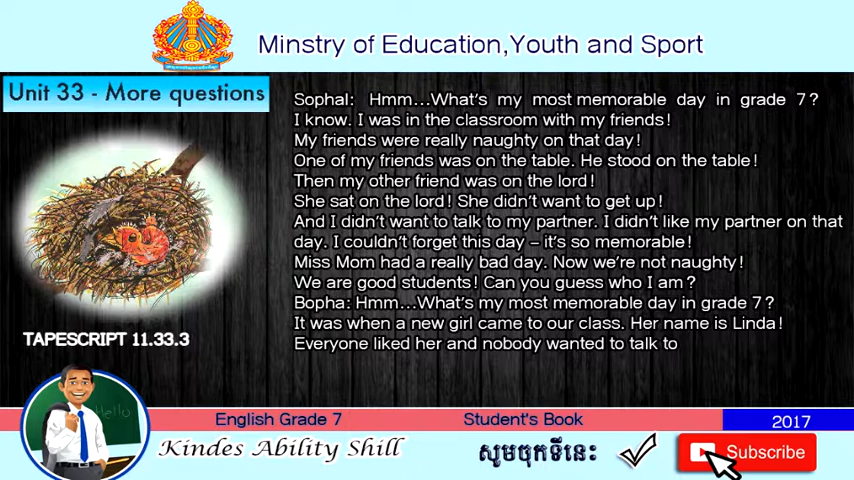 Minstry of Education,Youth and Sport
Unit 33 - More questions
Sophal: Hmm...What's my most memorable day in grade 7?
I know. I was in the classroom with my friends!
My friends were really naughty on that day!
One of my friends was on the table. He stood on the table!
Then my other friend was on the lord!
She sat on the lord! She didn't want to get up!
And I didn't want to talk to my partner. I didn't like my partner on that
day. I couldn't forget this day – it's so memorable!
Miss Mom had a really bad day. Now we're not naughty!
We are good students! Can you guess who I am?
Bopha: Hmm...What's my most memorable day in grade 7?
It was when a new girl came to our class. Her name is Linda!
Everyone liked her and nobody wanted to talk to
TAPESCRIPT 11.33.3
Hello
English Grade 7 Student's Book 2017
Kindes Ability Shill សូមចុកទីនេះ Subscribe